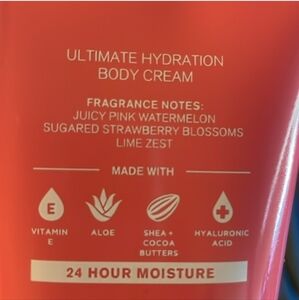 ULTIMATE HYDRATION
BODY CREAM
FRAGRANCE NOTES:
JUICY PINK WATERMELON
SUGARED STRAWBERRY BLOSSOMS
LIME ZEST
MADE WITH
E
VITAMIN
E
ALOE
SHEA +
COCOA
BUTTERS
HYALURONIC
ACID
24 HOUR MOISTURE